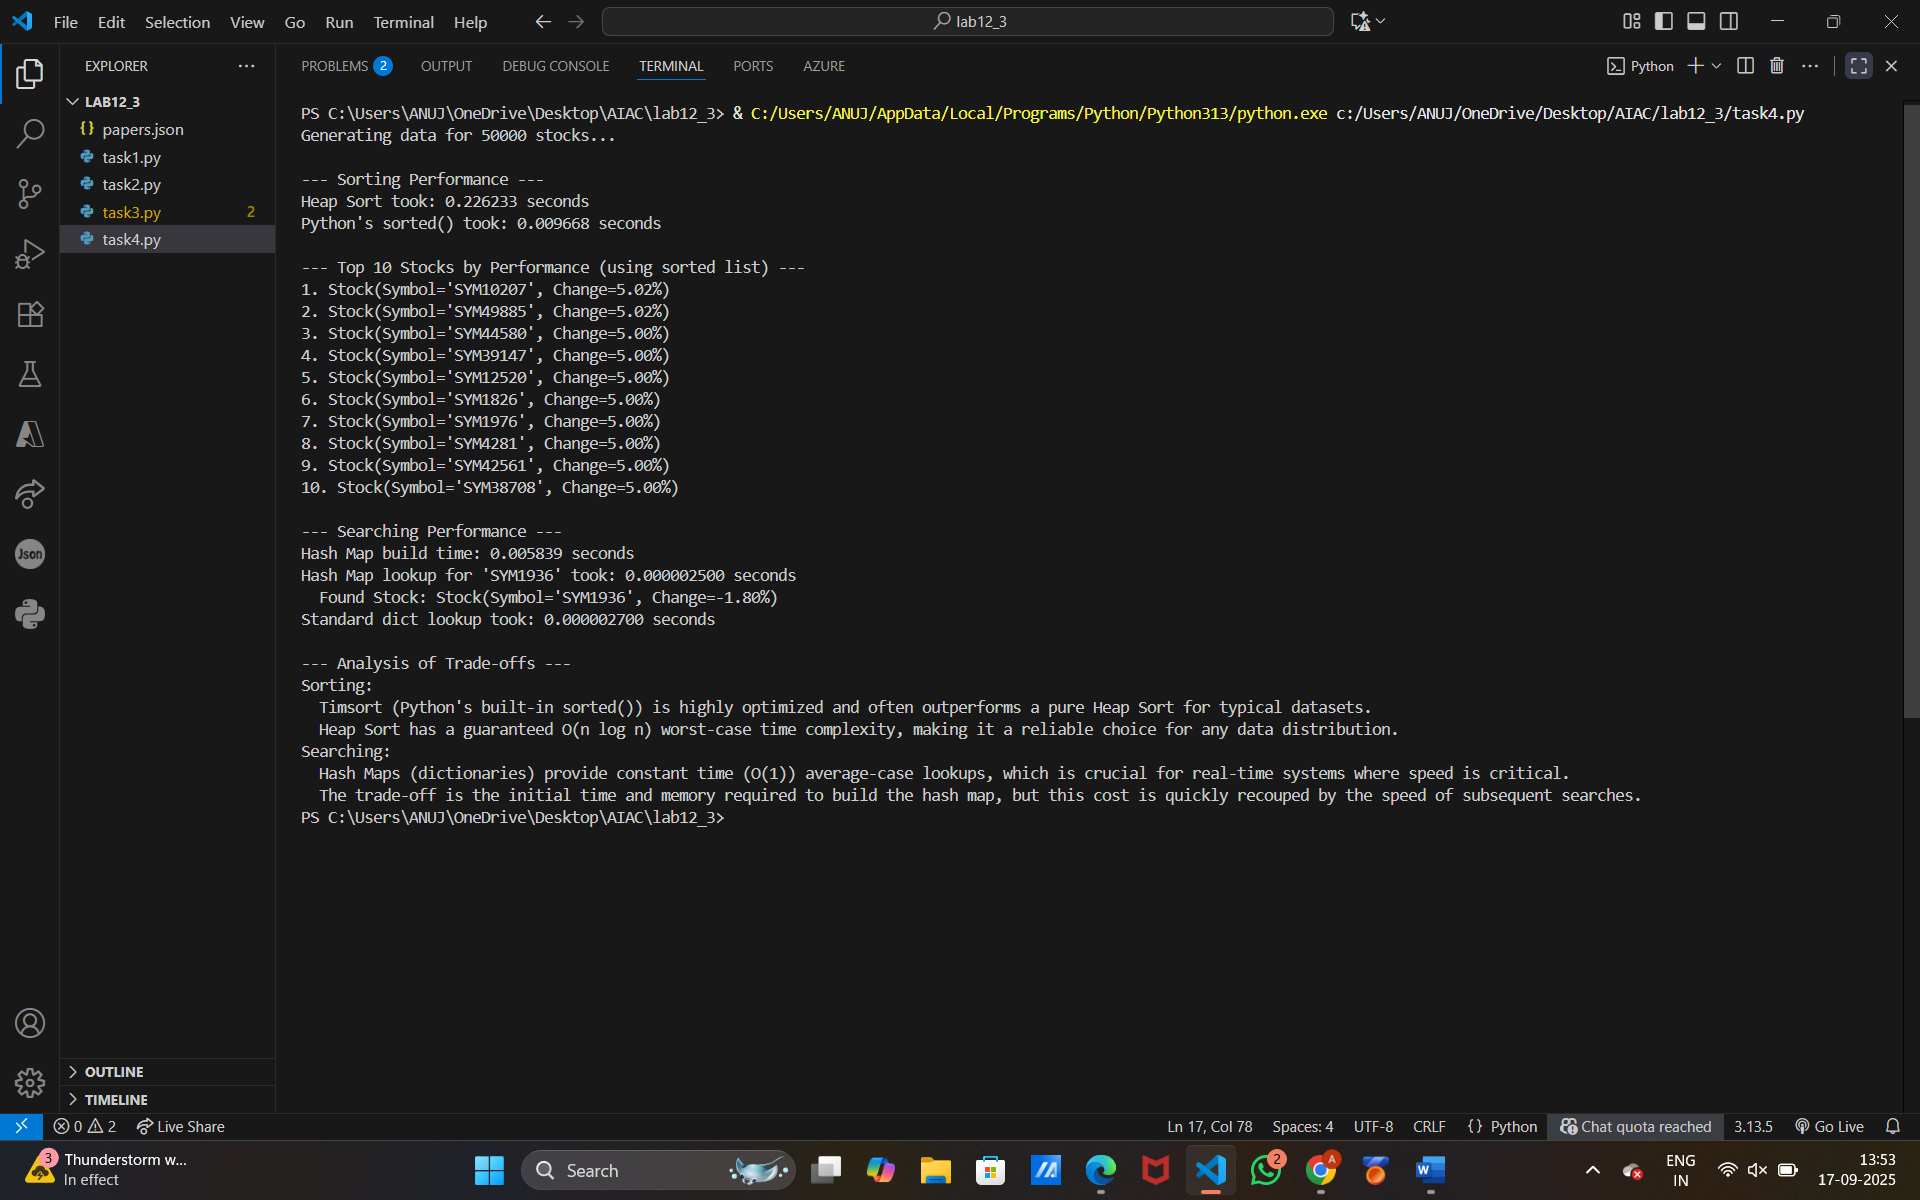 File Edit Selection View Go Run Terminal Help
lab12_3
EXPLORER
LAB12_3
{} papers.json
task1.py
task2.py
task3.py 2
task4.py
OUTLINE
TIMELINE
PROBLEMS 2 OUTPUT DEBUG CONSOLE TERMINAL PORTS AZURE
Python
PS C:\Users\ANUJ\OneDrive\Desktop\AIAC\lab12_3> & C:/Users/ANUJ/AppData/Local/Programs/Python/Python313/python.exe c:/Users/ANUJ/OneDrive/Desktop/AIAC/lab12_3/task4.py
Generating data for 50000 stocks...
--- Sorting Performance ---
Heap Sort took: 0.226233 seconds
Python's sorted() took: 0.009668 seconds
--- Top 10 Stocks by Performance (using sorted list) ---
1. Stock(Symbol='SYM10207', Change=5.02%)
2. Stock(Symbol='SYM49885', Change=5.02%)
3. Stock(Symbol='SYM44580', Change=5.00%)
4. Stock(Symbol='SYM39147', Change=5.00%)
5. Stock(Symbol='SYM12520', Change=5.00%)
6. Stock(Symbol='SYM1826', Change=5.00%)
7. Stock(Symbol='SYM1976', Change=5.00%)
8. Stock(Symbol='SYM4281', Change=5.00%)
9. Stock(Symbol='SYM42561', Change=5.00%)
10. Stock(Symbol='SYM38708', Change=5.00%)
--- Searching Performance ---
Hash Map build time: 0.005839 seconds
Hash Map lookup for 'SYM1936' took: 0.000002500 seconds
Found Stock: Stock(Symbol='SYM1936', Change=-1.80%)
Standard dict lookup took: 0.000002700 seconds
--- Analysis of Trade-offs ---
Sorting:
Timsort (Python's built-in sorted()) is highly optimized and often outperforms a pure Heap Sort for typical datasets.
Heap Sort has a guaranteed O(n log n) worst-case time complexity, making it a reliable choice for any data distribution.
Searching:
Hash Maps (dictionaries) provide constant time (O(1)) average-case lookups, which is crucial for real-time systems where speed is critical.
The trade-off is the initial time and memory required to build the hash map, but this cost is quickly recouped by the speed of subsequent searches.
PS C:\Users\ANUJ\OneDrive\Desktop\AIAC\lab12_3>
Json
0 2 Live Share
Ln 17, Col 78 Spaces: 4 UTF-8 CRLF {} Python Chat quota reached 3.13.5 Go Live
3
Thunderstorm w...
In effect
Search
2
A
W
ENG
IN
13:53
17-09-2025